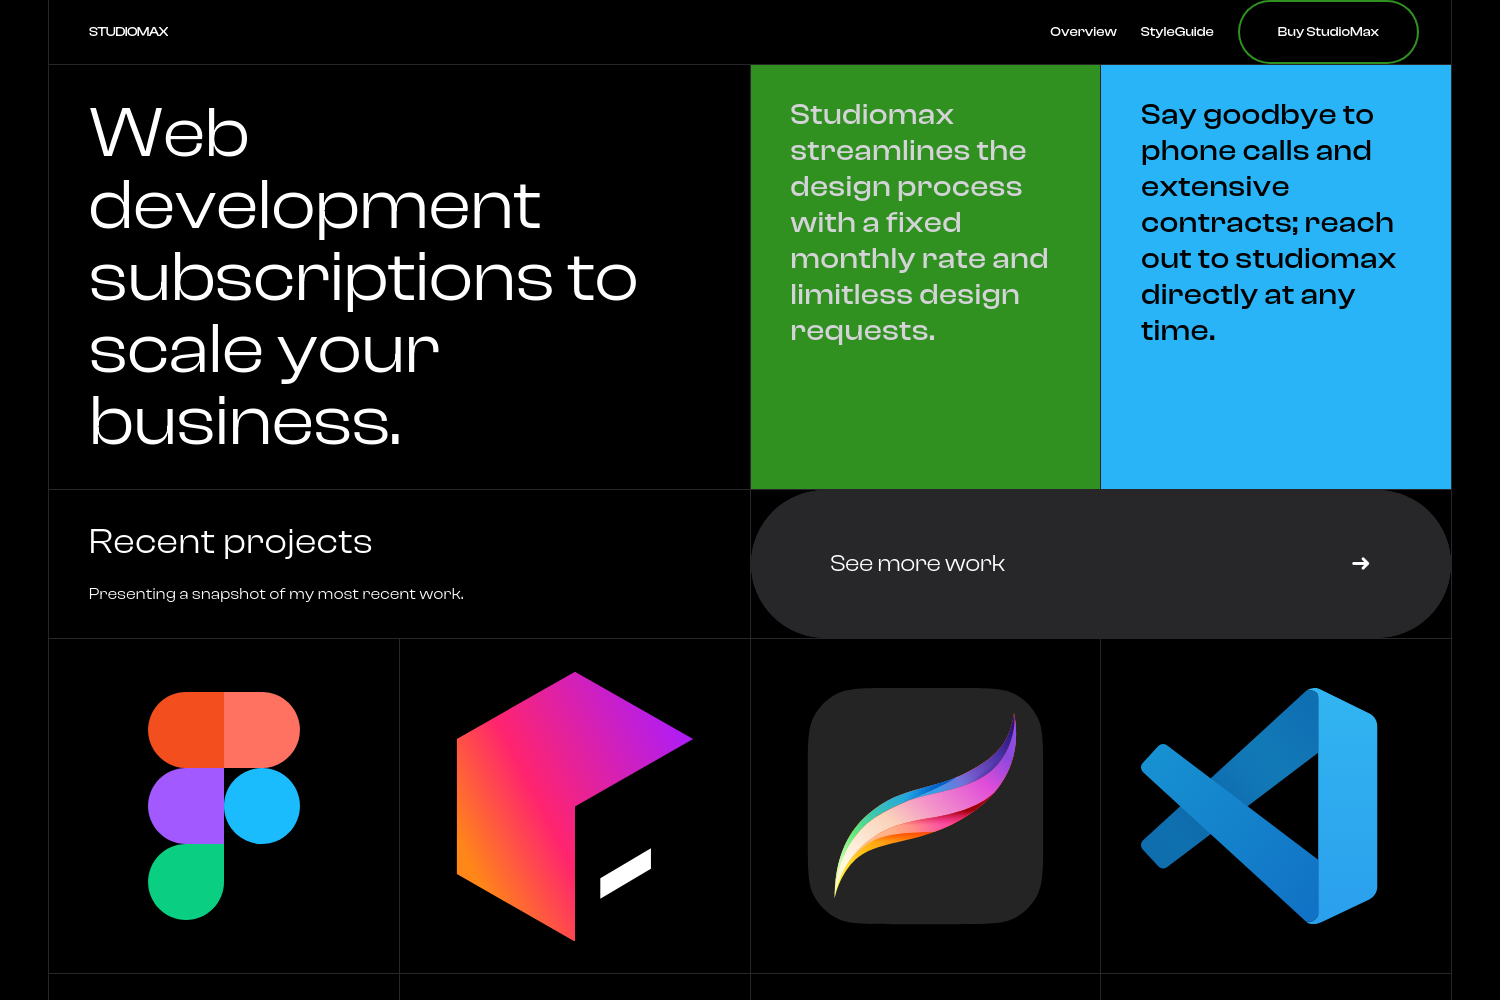 STUDIOMAX
Overview
StyleGuide
Buy StudioMax
Web
development
subscriptions to
scale your
business.
Studiomax
streamlines the
design process
with a fixed
monthly rate and
limitless design
requests.
Say goodbye to
phone calls and
extensive
contracts; reach
out to studiomax
directly at any
time.
Recent projects
Presenting a snapshot of my most recent work.
See more work